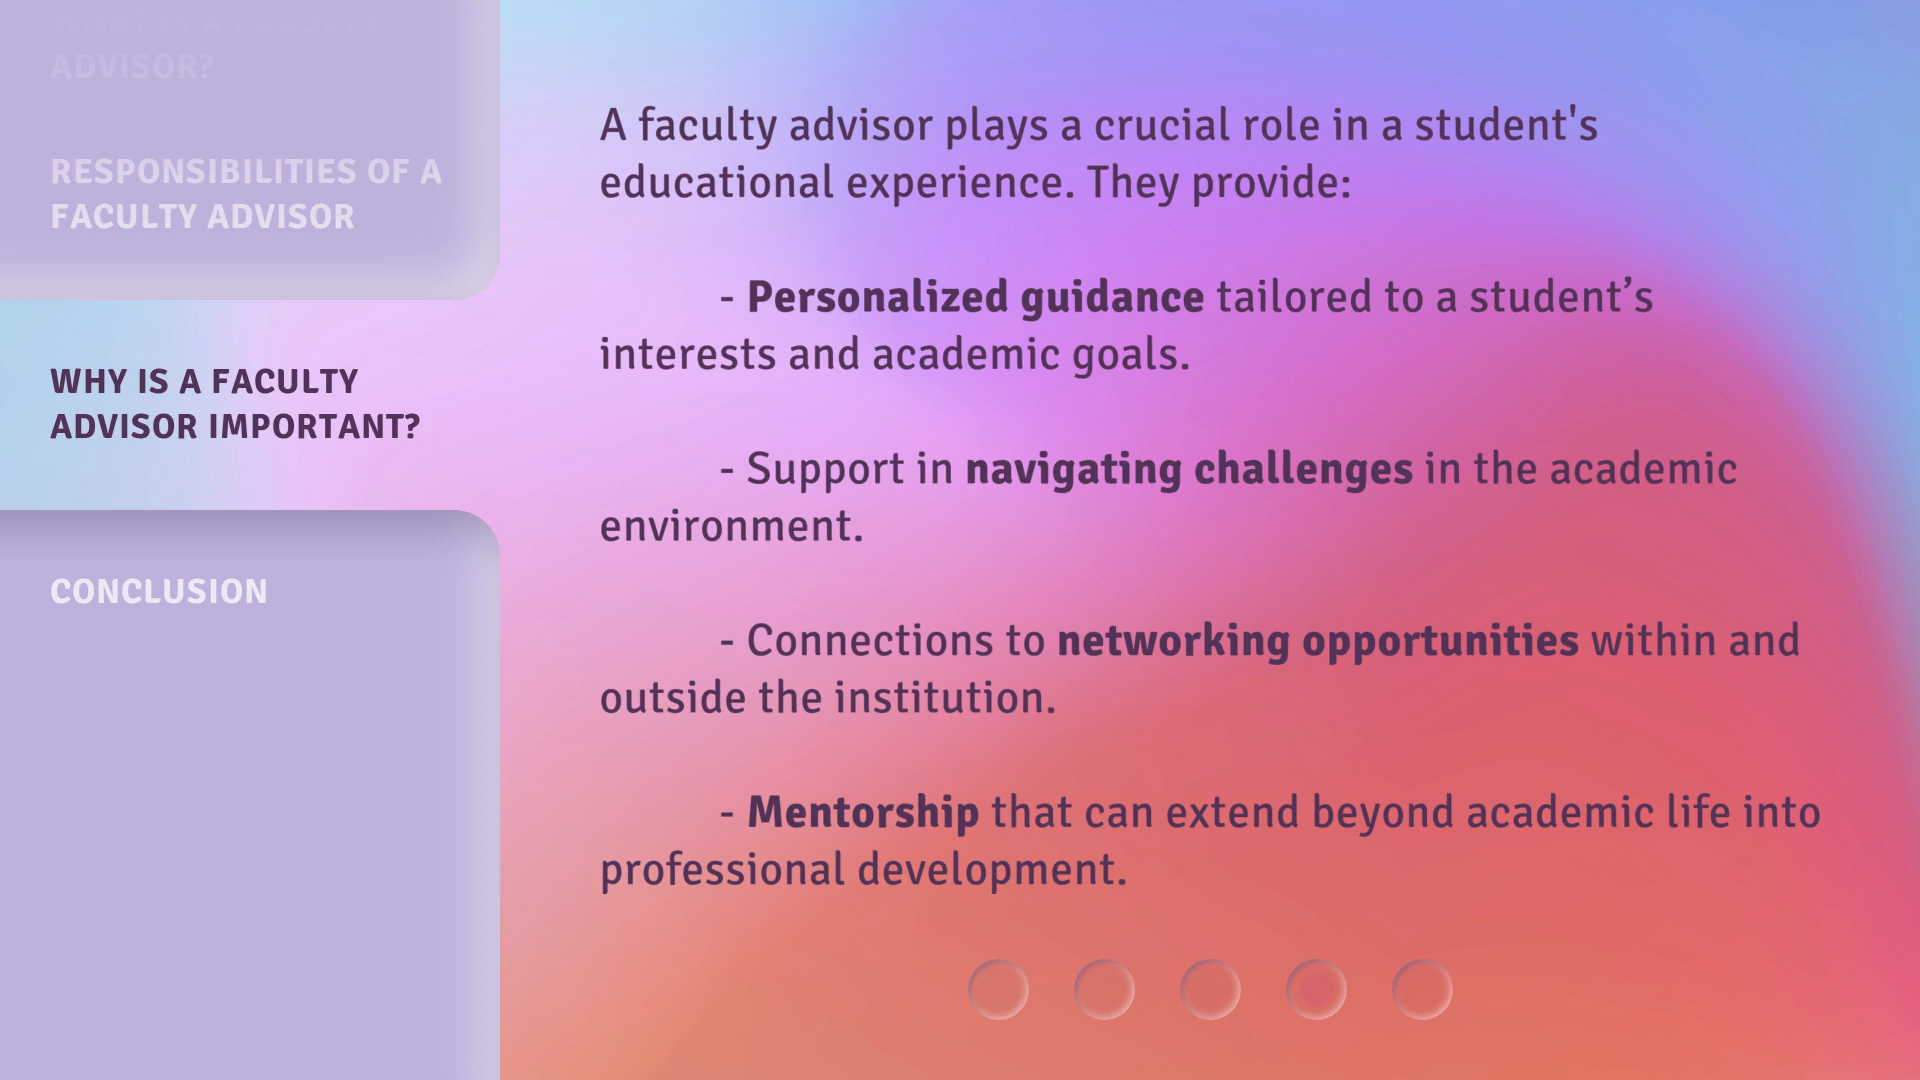 WHAT IS A FACULTY
ADVISOR?
RESPONSIBILITIES OF A
FACULTY ADVISOR
WHY IS A FACULTY
ADVISOR IMPORTANT?
CONCLUSION
A faculty advisor plays a crucial role in a student's
educational experience. They provide:
- Personalized guidance tailored to a student’s
interests and academic goals.
- Support in navigating challenges in the academic
environment.
- Connections to networking opportunities within and
outside the institution.
- Mentorship that can extend beyond academic life into
professional development.